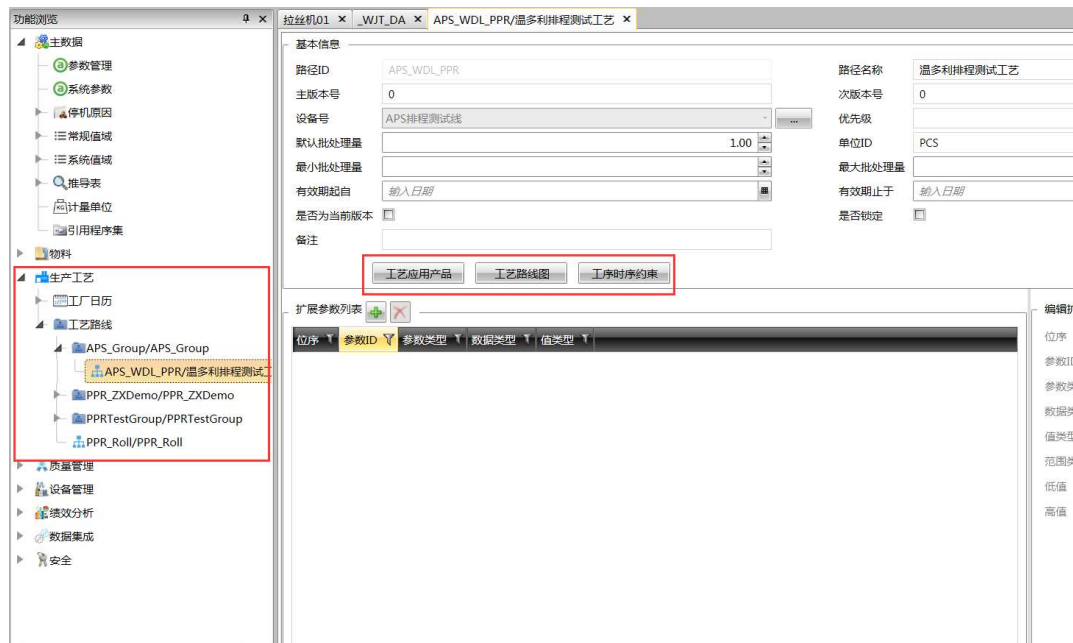 功能浏览
主数据
参数管理
系统参数
停机原因
常规值域
系统值域
推导表
计量单位
引用程序集
物料
生产工艺
工厂日历
工艺路线
APS_Group/APS_Group
APS_WDL_PPR/温多利排程测试工
PPR_ZXDemo/PPR_ZXDemo
PPRTestGroup/PPRTestGroup
PPR_Roll/PPR_Roll
质量管理
设备管理
绩效分析
数据集成
安全
拉丝机01 _WJT_DA APS_WDL_PPR/温多利排程测试工艺
基本信息
路径ID APS_WDL_PPR 路径名称 温多利排程测试工艺
主版本号 0 次版本号 0
设备号 APS排程测试线 ... 优先级
默认批处理量 1.00 单位ID PCS
最小批处理量 最大批处理量
有效期起自 输入日期 有效期止于 输入日期
是否为当前版本 是否锁定
备注
工艺应用产品 工艺路线图 工序时序约束
扩展参数列表
位序 参数ID 参数类型 数据类型 值类型
编辑扩
位序
参数ID
参数类
数据类
值类型
范围类
低值
高值